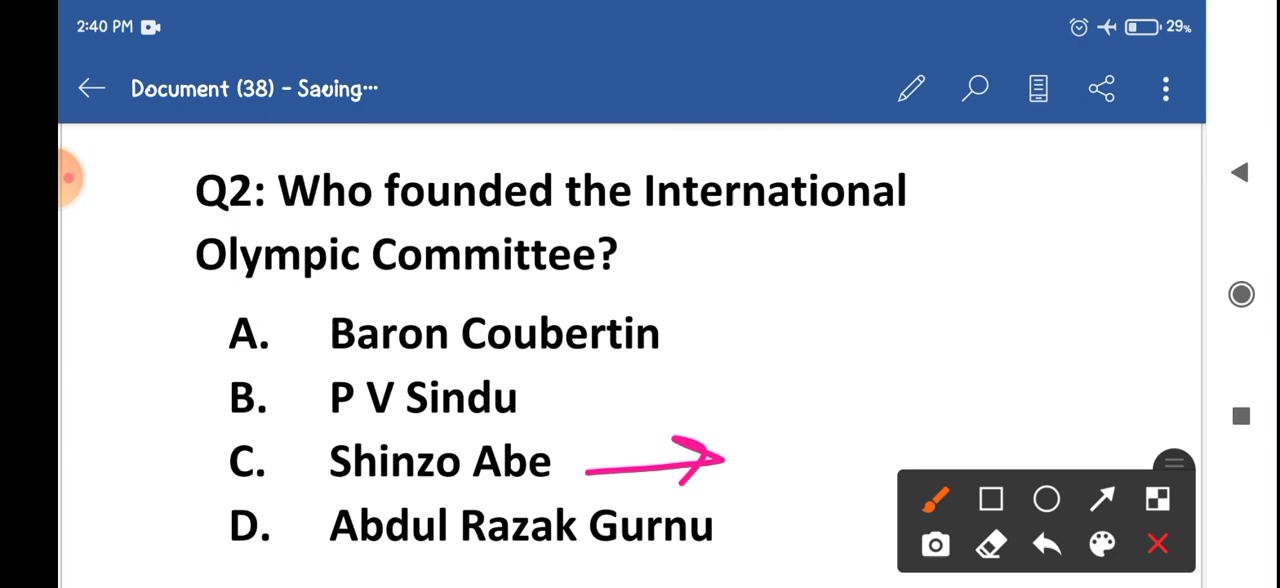 2:40 PM
29%
Document (38) - Saving...
Q2: Who founded the International
Olympic Committee?
A. Baron Coubertin
B. P V Sindu
C. Shinzo Abe
D. Abdul Razak Gurnu